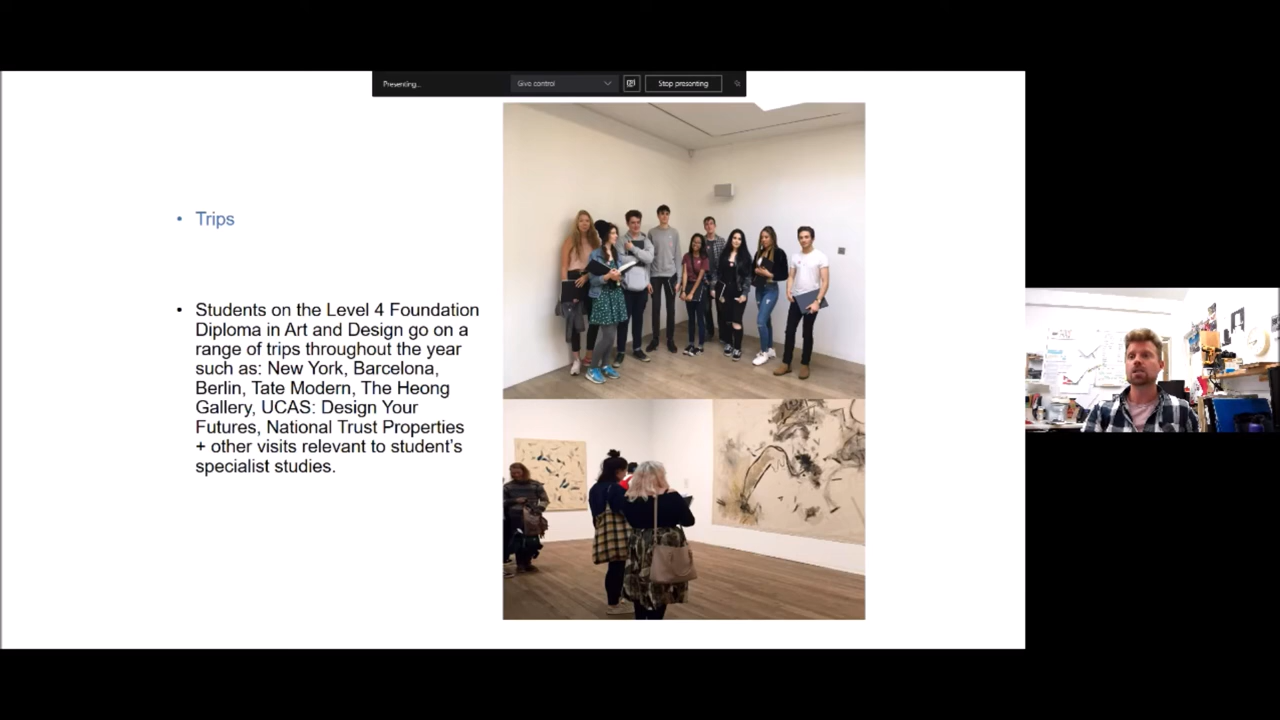 Presenting...
Give control
Stop presenting
Trips
Students on the Level 4 Foundation
Diploma in Art and Design go on a
range of trips throughout the year
such as: New York, Barcelona,
Berlin, Tate Modern, The Heong
Gallery, UCAS: Design Your
Futures, National Trust Properties
+ other visits relevant to student’s
specialist studies.